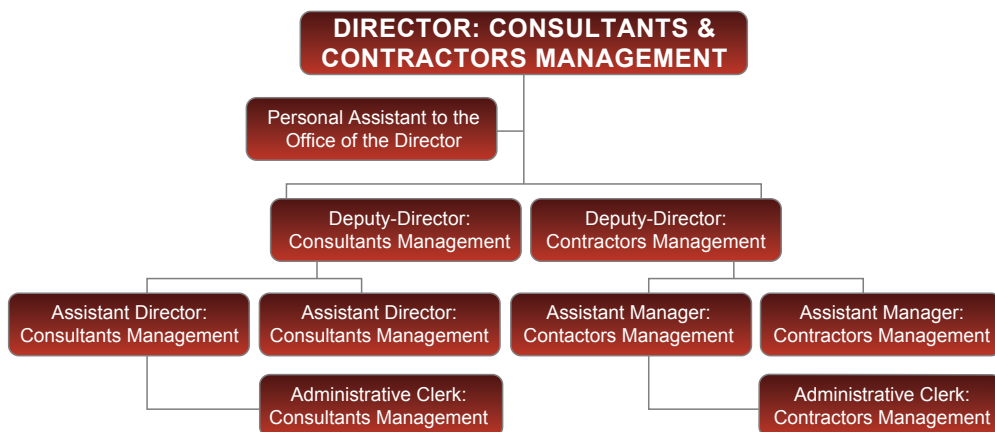 DIRECTOR: CONSULTANTS &
CONTRACTORS MANAGEMENT
Personal Assistant to the
Office of the Director
Deputy-Director:
Consultants Management
Deputy-Director:
Contractors Management
Assistant Director:
Consultants Management
Assistant Director:
Consultants Management
Assistant Manager:
Contactors Management
Assistant Manager:
Contractors Management
Administrative Clerk:
Consultants Management
Administrative Clerk:
Contractors Management